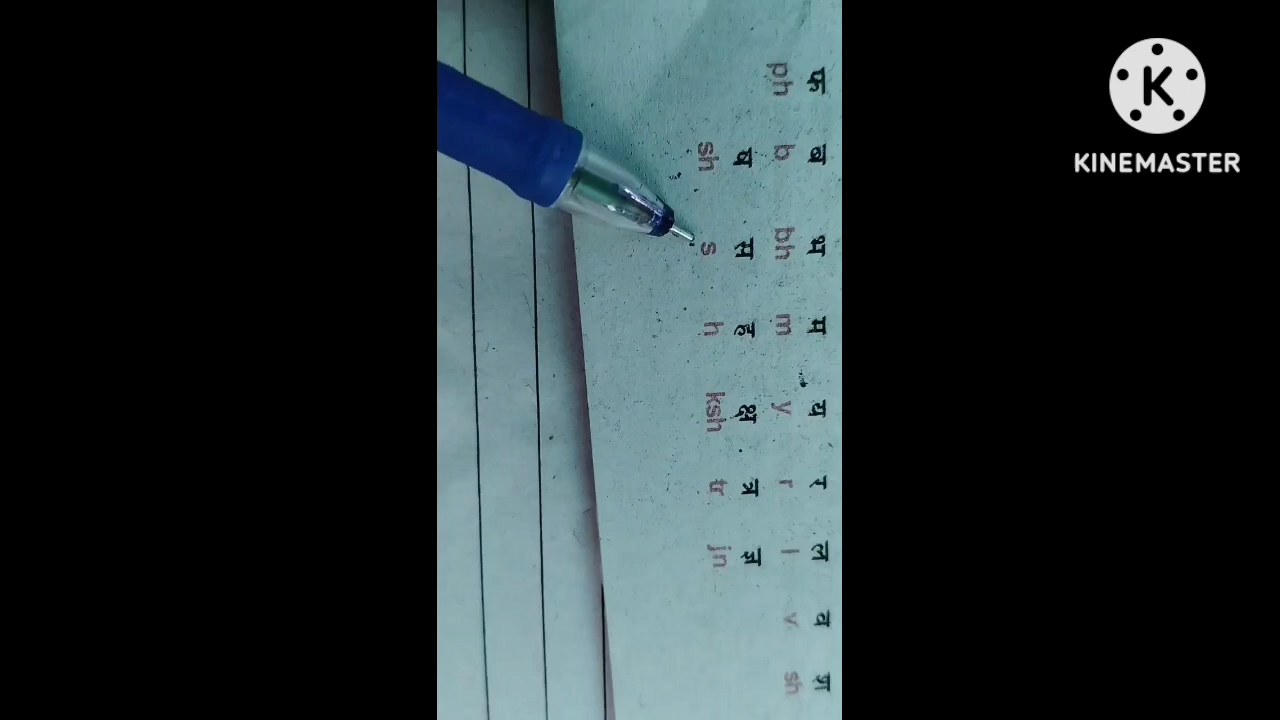 फ ब भ म य र ल व श
ph b bh m y r l v sh
ष स ह क्ष त्र ज्ञ
sh s h ksh tr jn
KINEMASTER